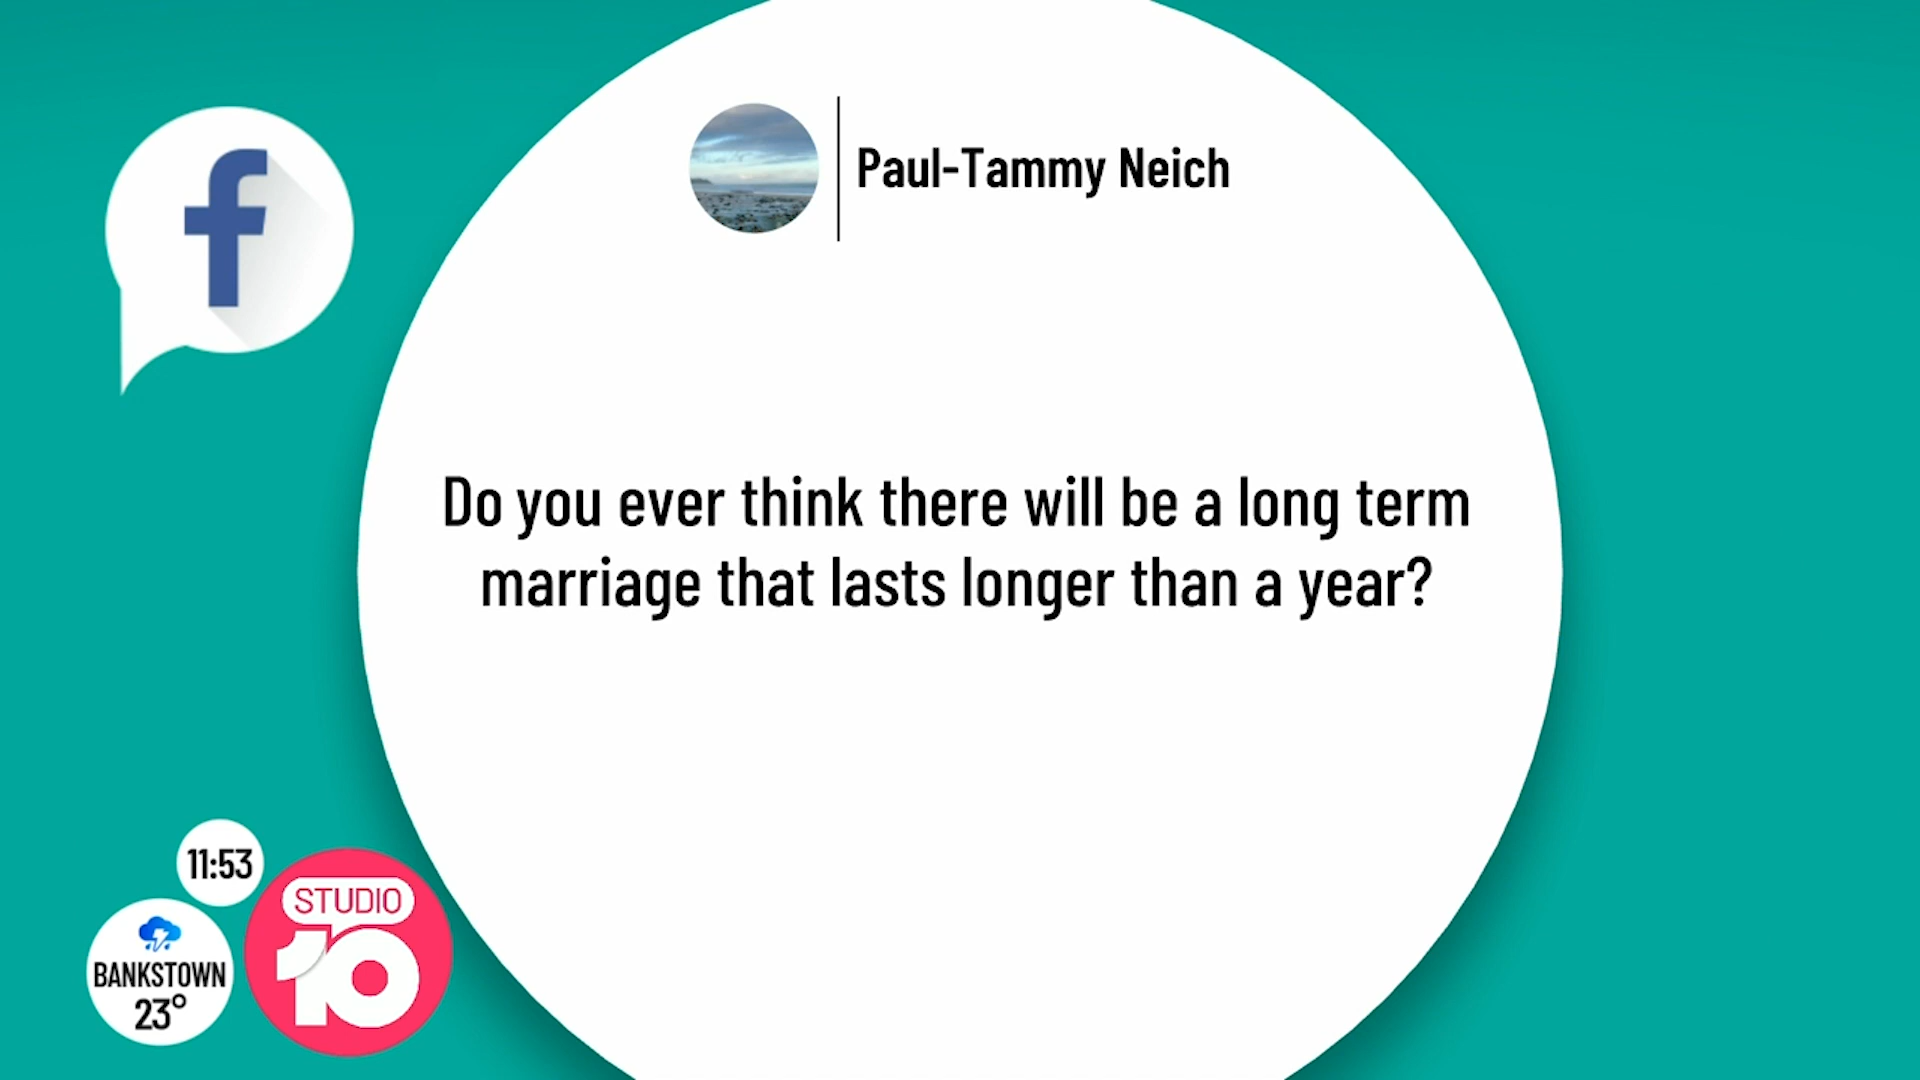 Paul-Tammy Neich
Do you ever think there will be a long term
marriage that lasts longer than a year?
11:53
STUDIO
10
BANKSTOWN
23°